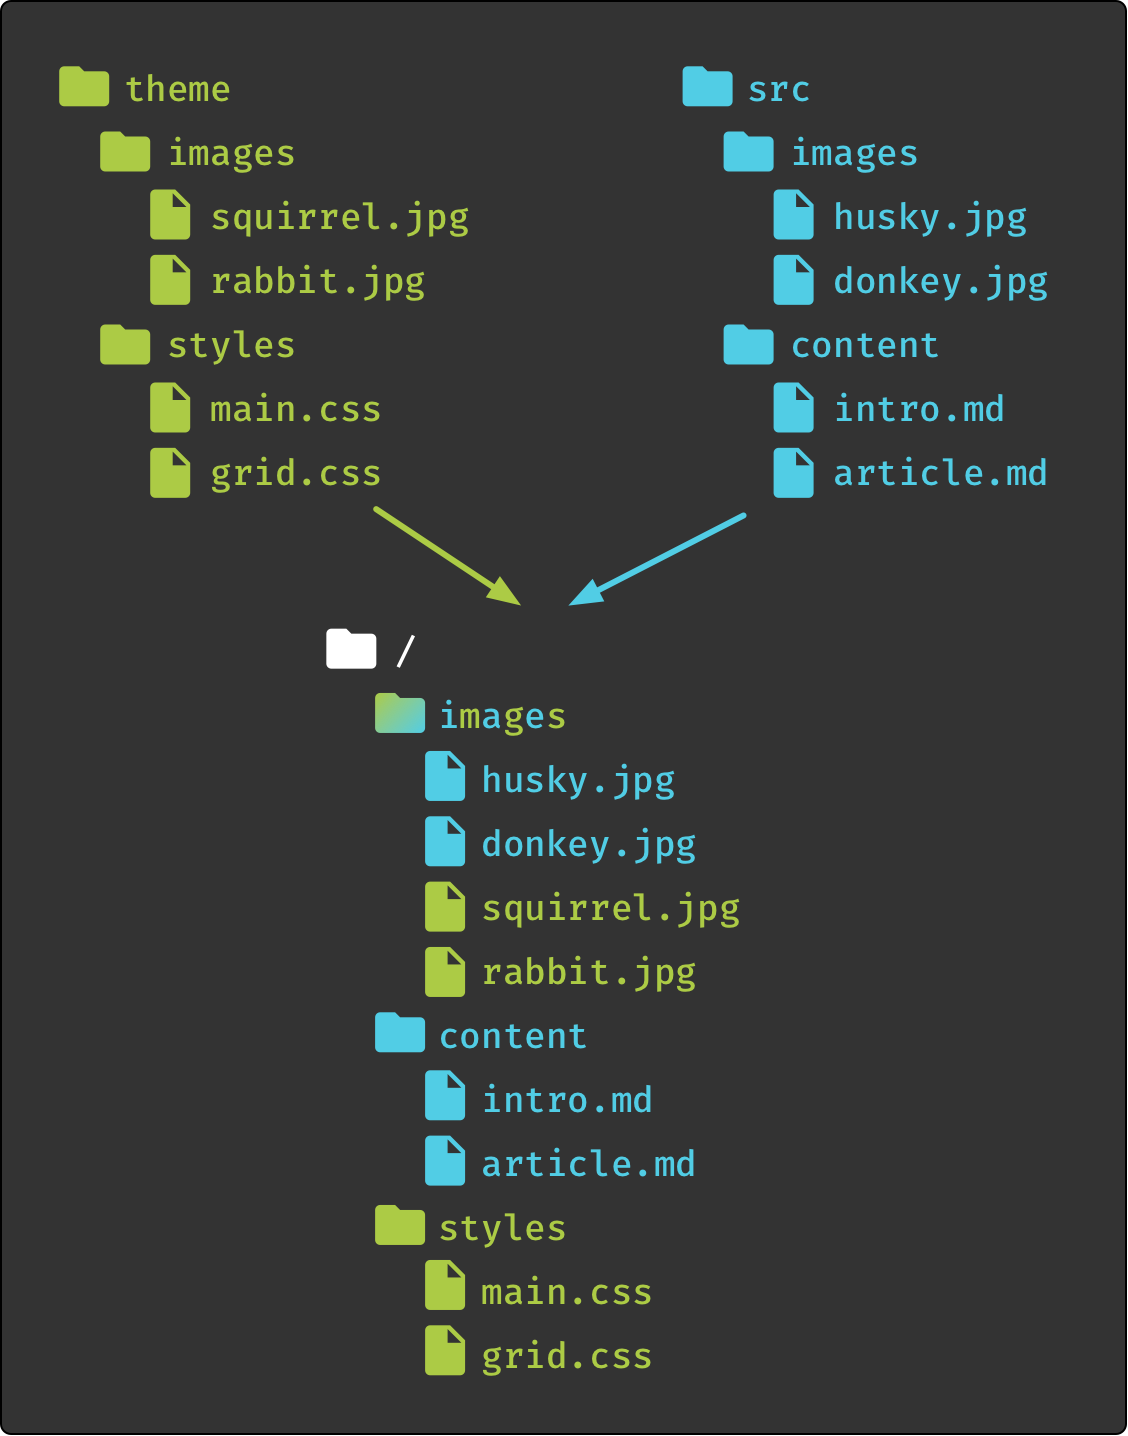 theme
images
squirrel.jpg
rabbit.jpg
styles
main.css
grid.css
src
images
husky.jpg
donkey.jpg
content
intro.md
article.md
/
images
husky.jpg
donkey.jpg
squirrel.jpg
rabbit.jpg
content
intro.md
article.md
styles
main.css
grid.css